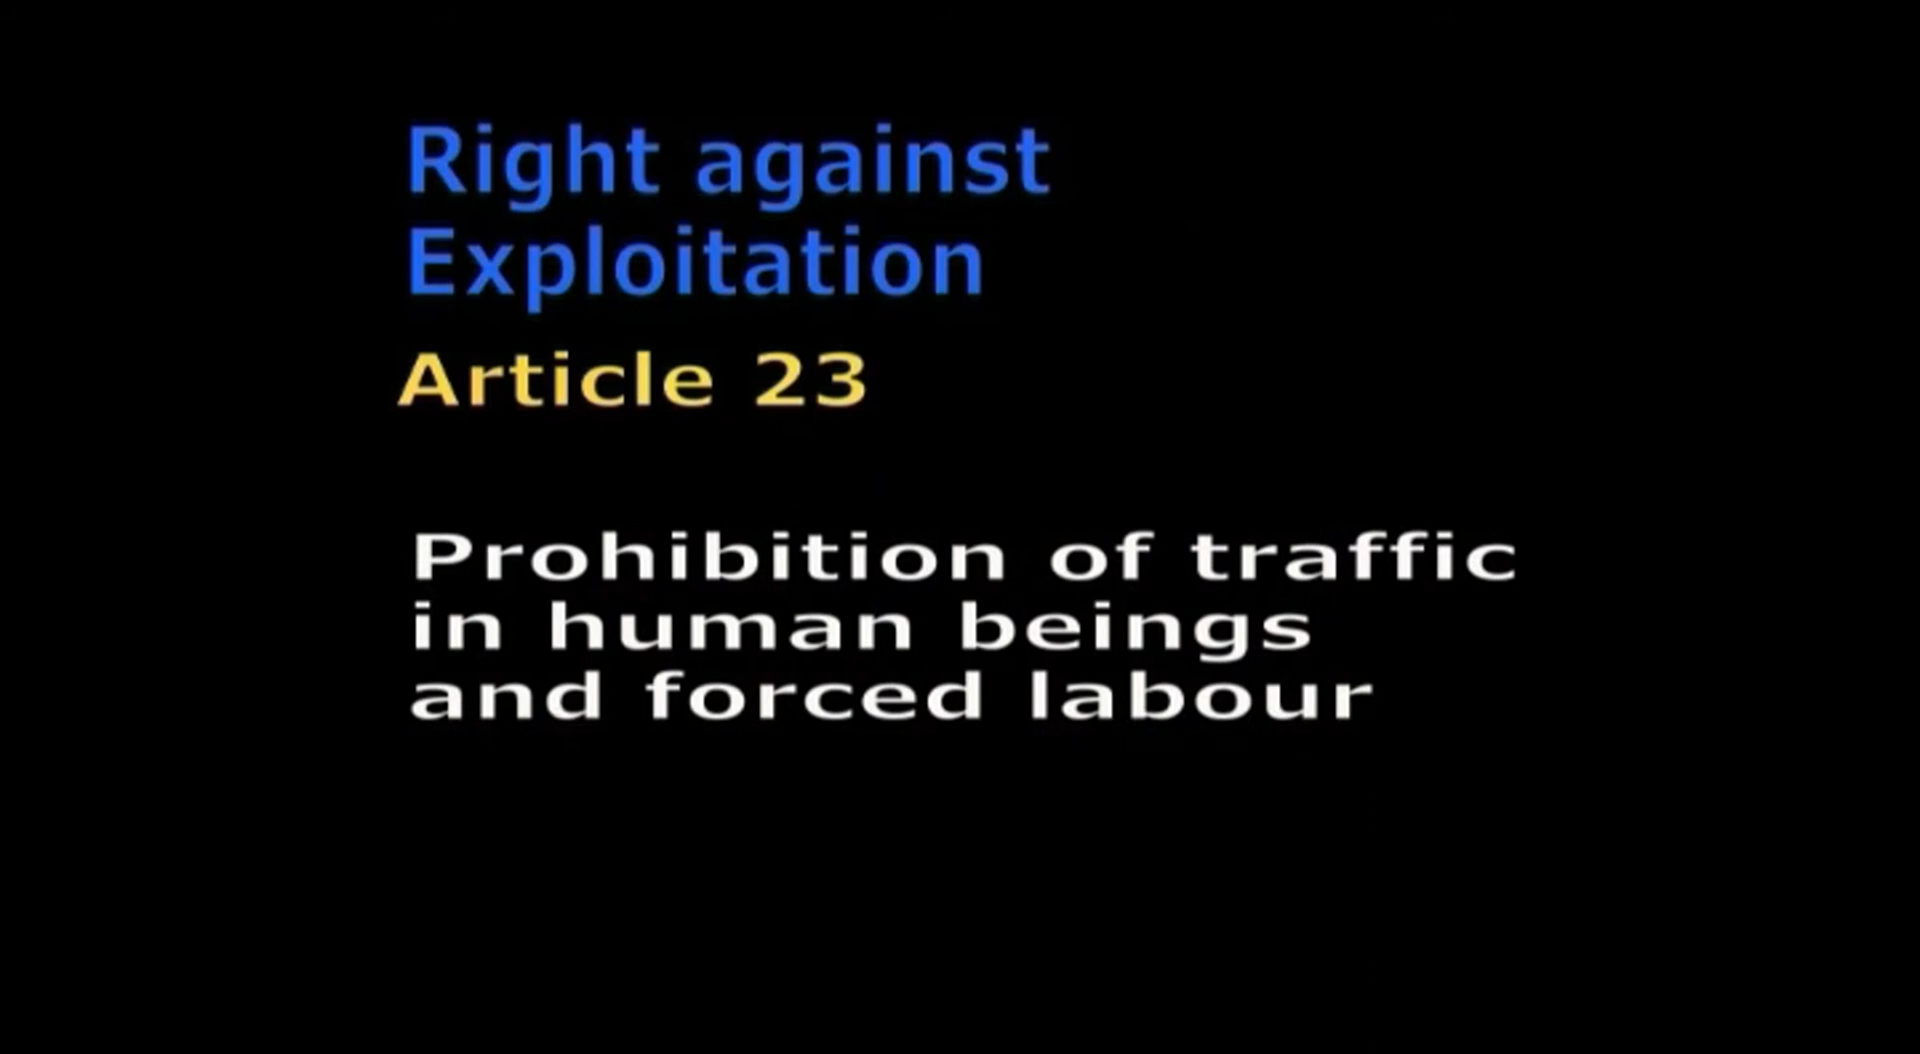 Right against
Exploitation
Article 23
Prohibition of traffic
in human beings
and forced labour